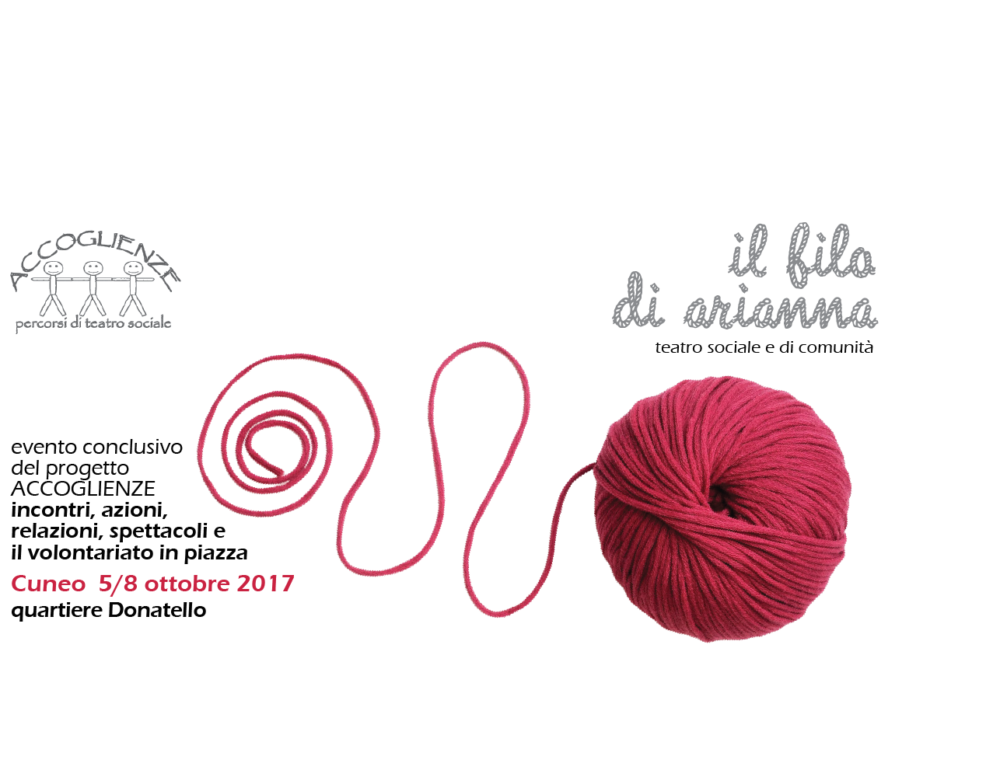 ACCOGLIENZE
percorsi di teatro sociale
il filo
di arianna
teatro sociale e di comunità
evento conclusivo
del progetto
ACCOGLIENZE
incontri, azioni,
relazioni, spettacoli e
il volontariato in piazza
Cuneo 5/8 ottobre 2017
quartiere Donatello